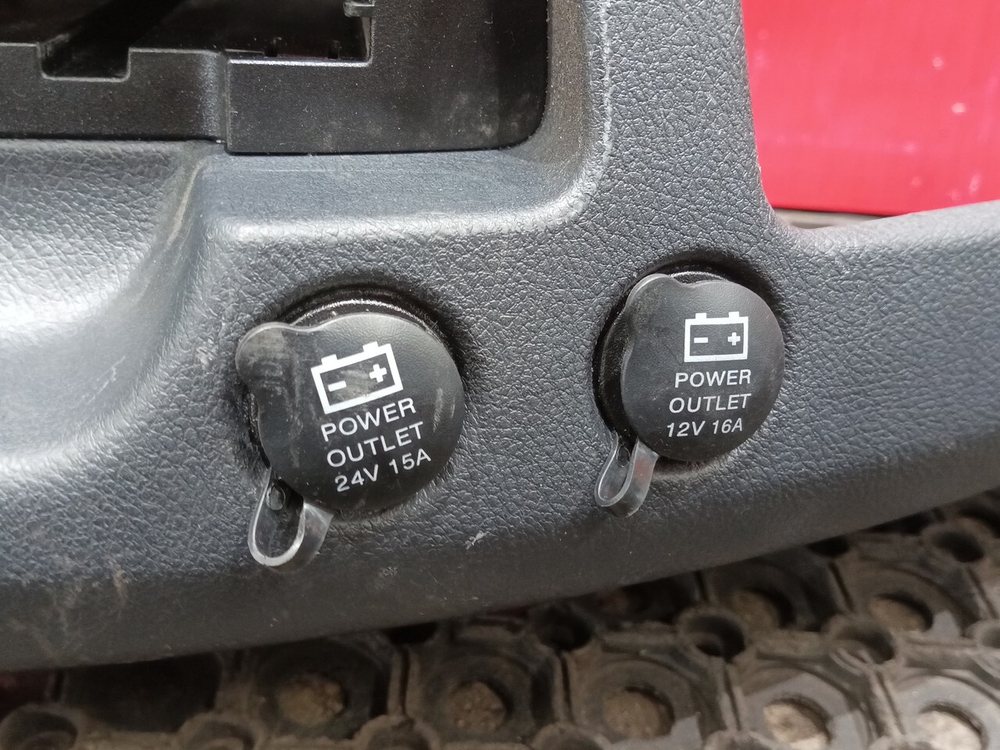 POWER
OUTLET
24V 15A
POWER
OUTLET
12V 16A